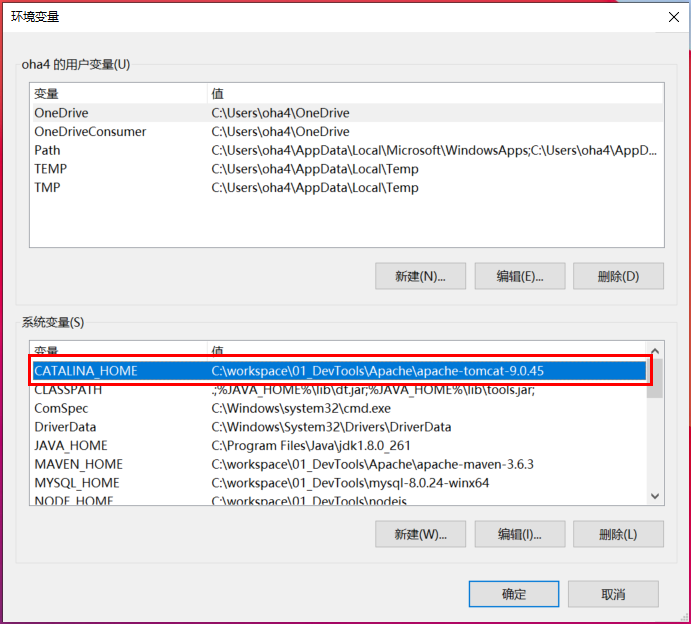 环境变量
oha4 的用户变量(U)
变量 值
OneDrive C:\Users\oha4\OneDrive
OneDriveConsumer C:\Users\oha4\OneDrive
Path C:\Users\oha4\AppData\Local\Microsoft\WindowsApps;C:\Users\oha4\AppD...
TEMP C:\Users\oha4\AppData\Local\Temp
TMP C:\Users\oha4\AppData\Local\Temp
新建(N)... 编辑(E)... 删除(D)
系统变量(S)
变量 值
CATALINA_HOME C:\workspace\01_DevTools\Apache\apache-tomcat-9.0.45
CLASSPATH .;%JAVA_HOME%\lib\dt.jar;%JAVA_HOME%\lib\tools.jar;
ComSpec C:\Windows\system32\cmd.exe
DriverData C:\Windows\System32\Drivers\DriverData
JAVA_HOME C:\Program Files\Java\jdk1.8.0_261
MAVEN_HOME C:\workspace\01_DevTools\Apache\apache-maven-3.6.3
MYSQL_HOME C:\workspace\01_DevTools\mysql-8.0.24-winx64
NODE_HOME C:\workspace\01_DevTools\nodejs
新建(W)... 编辑(I)... 删除(L)
确定 取消